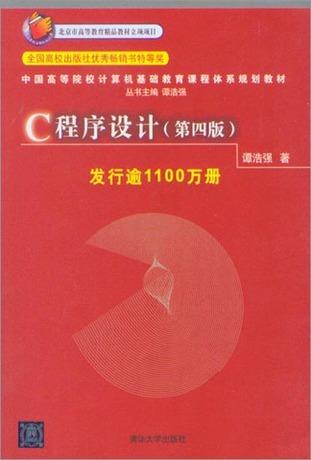 北京市高等教育精品教材立项项目
全国高校出版社优秀畅销书特等奖
中国高等院校计算机基础教育课程体系规划教材
丛书主编 谭浩强
C程序设计(第四版)
谭浩强 著
发行逾1100万册
清华大学出版社